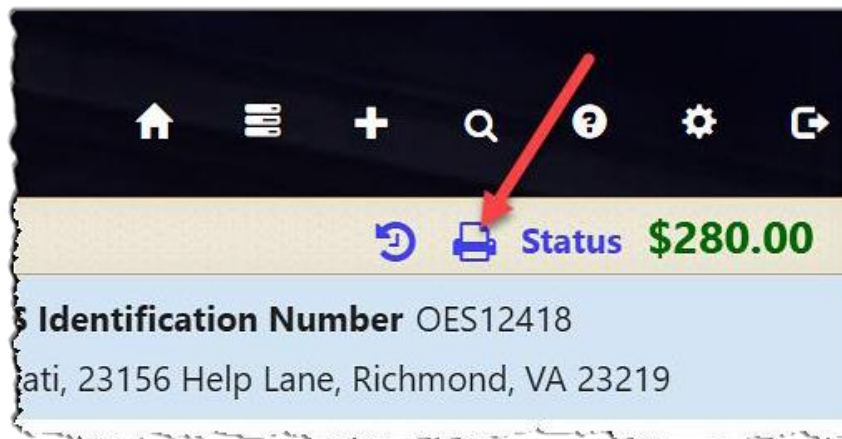 Status $280.00
S Identification Number OES12418
ati, 23156 Help Lane, Richmond, VA 23219